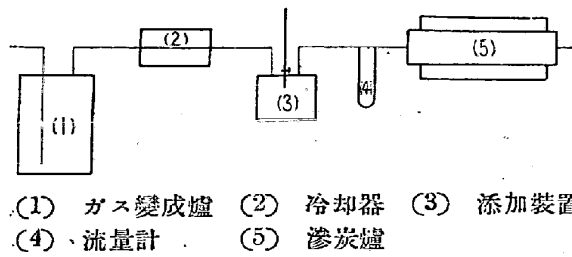 (1)
(2)
(3)
(4)
(5)
(1) ガス變成爐 (2) 冷却器 (3) 添加裝置
(4) 流量計 (5) 滲炭爐